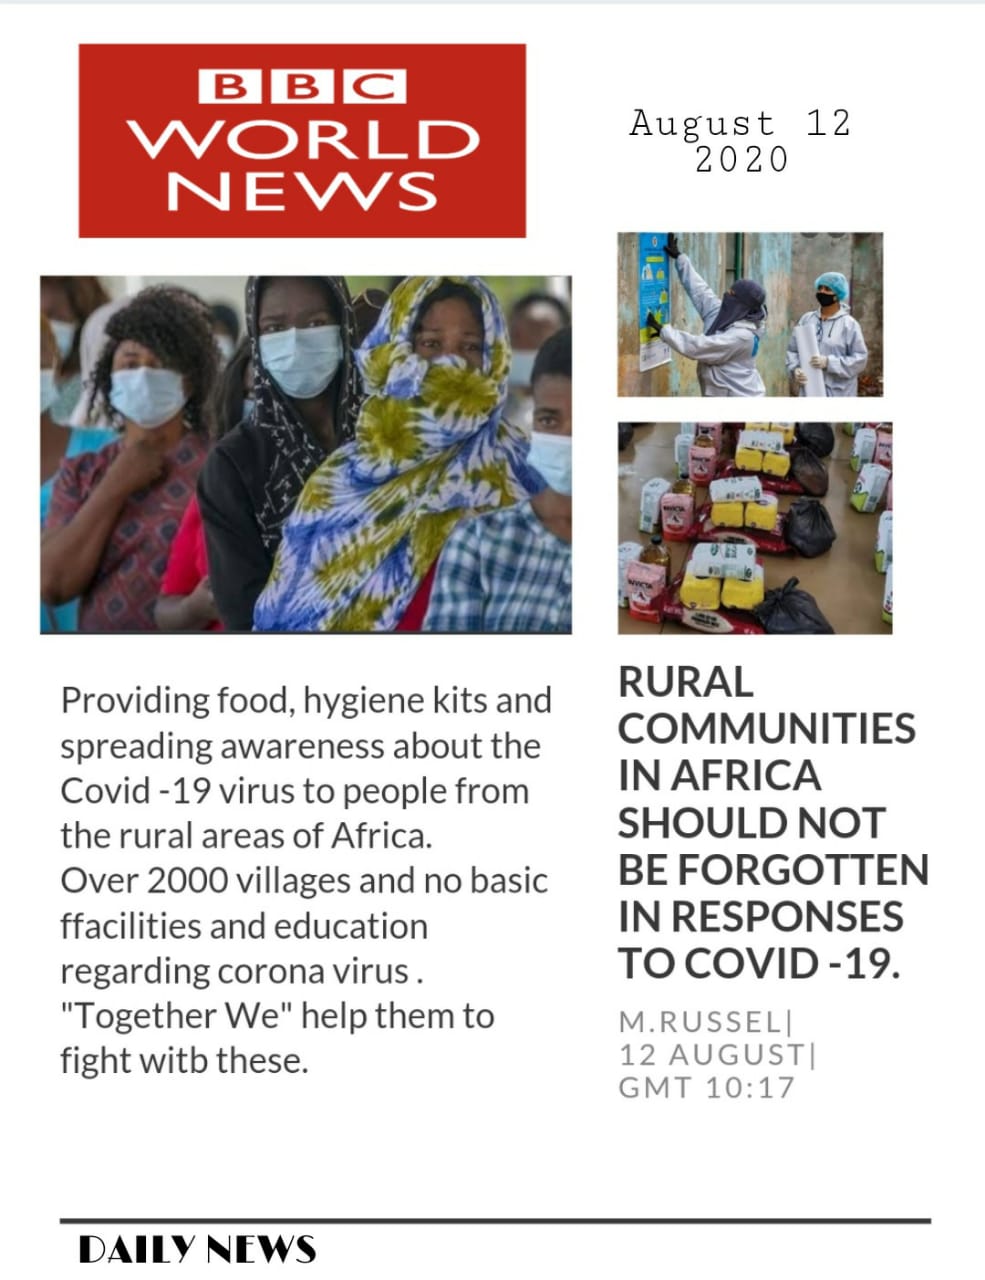 BBC
WORLD
NEWS
August 12
2020
Providing food, hygiene kits and
spreading awareness about the
Covid -19 virus to people from
the rural areas of Africa.
Over 2000 villages and no basic
ffacilities and education
regarding corona virus .
"Together We" help them to
fight witb these.
RURAL
COMMUNITIES
IN AFRICA
SHOULD NOT
BE FORGOTTEN
IN RESPONSES
TO COVID -19.
M.RUSSEL|
12 AUGUST|
GMT 10:17
DAILY NEWS